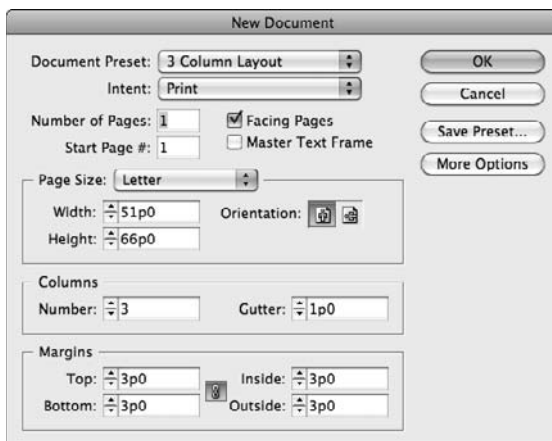 New Document
Document Preset: 3 Column Layout
OK
Intent: Print
Cancel
Number of Pages: 1
Facing Pages
Save Preset...
Start Page #: 1
Master Text Frame
More Options
Page Size: Letter
Width: 51p0
Orientation:
Height: 66p0
Columns
Number: 3
Gutter: 1p0
Margins
Top: 3p0
Inside: 3p0
Bottom: 3p0
Outside: 3p0